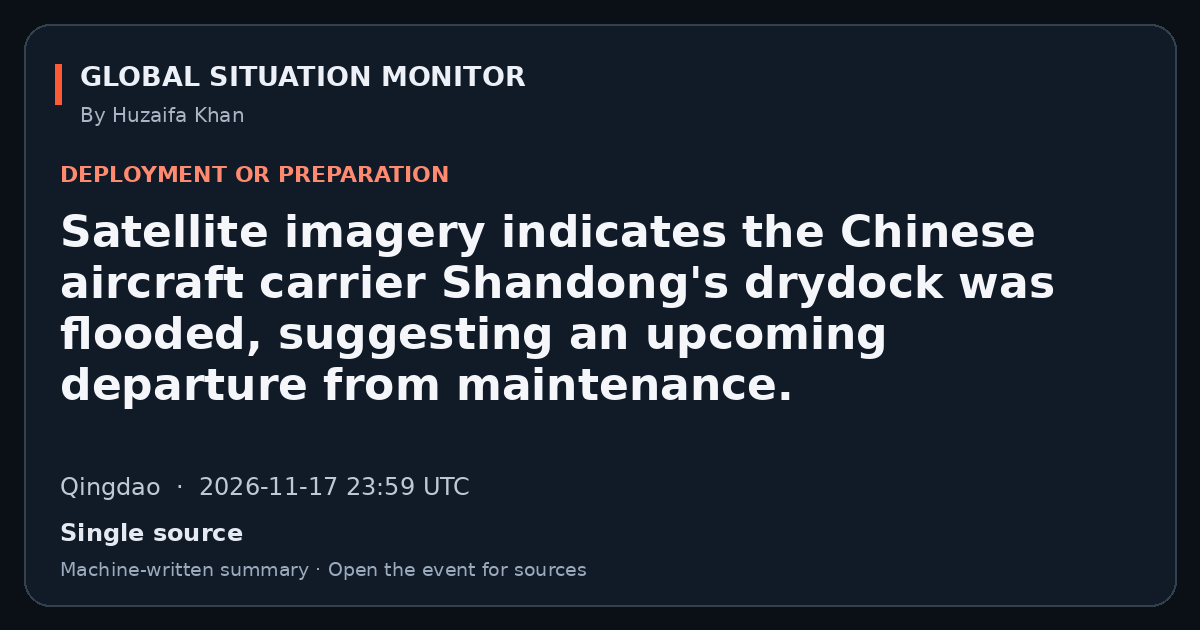 GLOBAL SITUATION MONITOR
By Huzaifa Khan
DEPLOYMENT OR PREPARATION
Satellite imagery indicates the Chinese
aircraft carrier Shandong's drydock was
flooded, suggesting an upcoming
departure from maintenance.
Qingdao · 2026-11-17 23:59 UTC
Single source
Machine-written summary · Open the event for sources